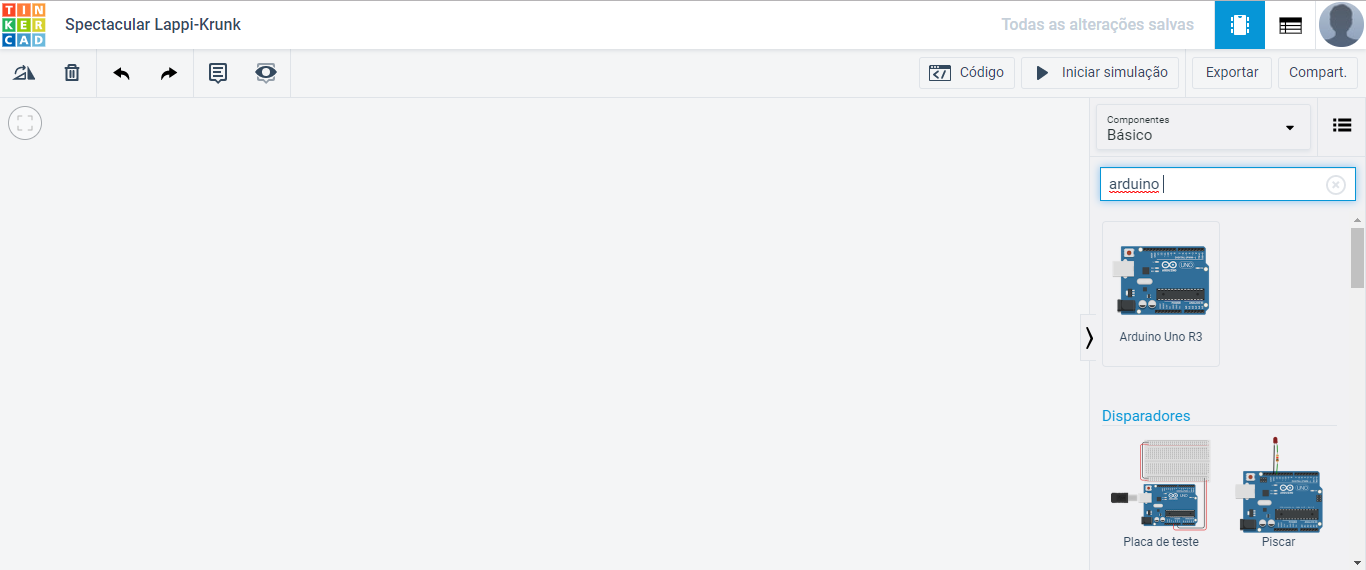 TIN
KER
CAD
Spectacular Lappi-Krunk
Todas as alterações salvas
Código
Iniciar simulação
Exportar
Compart.
Componentes
Básico
arduino
Arduino Uno R3
Disparadores
Placa de teste
Piscar